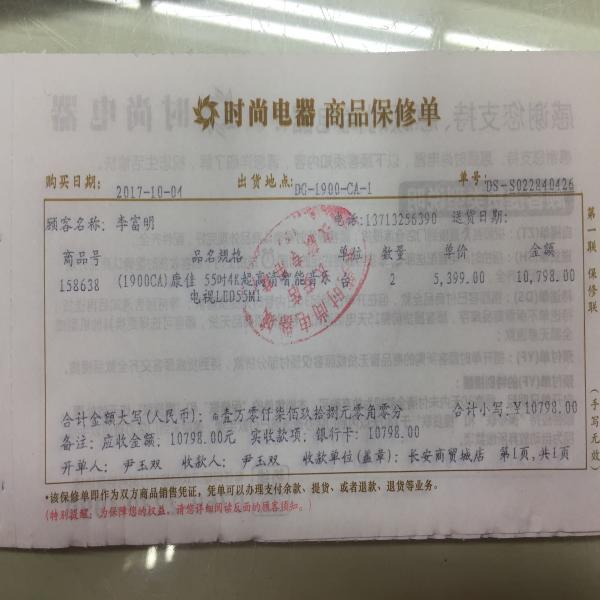 时尚电器 商品保修单
购买日期: 2017-10-04 出货地点:DG-1900-CA-1 单号:DS-S022840426
顾客名称: 李富明 电话:13713256390 送货日期:
商品号 品名规格 单位 数量 单价 金额
158638 (1900CA)康佳 55吋4K超高清智能音乐 台 2 5,399.00 10,798.00
电视LED55M1
合计金额大写(人民币): 壹万零仟柒佰玖拾捌元零角零分 合计小写:￥10798.00
备注: 应收金额: 10798.00元 实收款项: 银行卡: 10798.00
开单人: 尹玉双 收款人: 尹玉双 收款单位(盖章): 长安商贸城店 第1页,共1页
•该保修单即作为双方商品销售凭证，凭单可以办理支付余款、提货、或者退款、退货等业务。
(特别提醒：为保障您的权益，请您详细阅读反面的顾客须知。)
第一联 保修联
(手写无效)